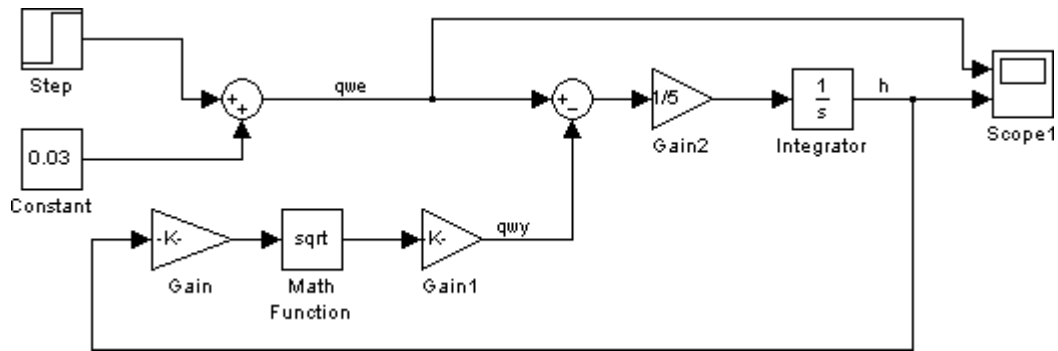 Step
+
+
qwe
+
-
1/5
Gain2
1
s
Integrator
h
Scope1
0.03
Constant
-K-
Gain
sqrt
Math
Function
K-
Gain1
qwy